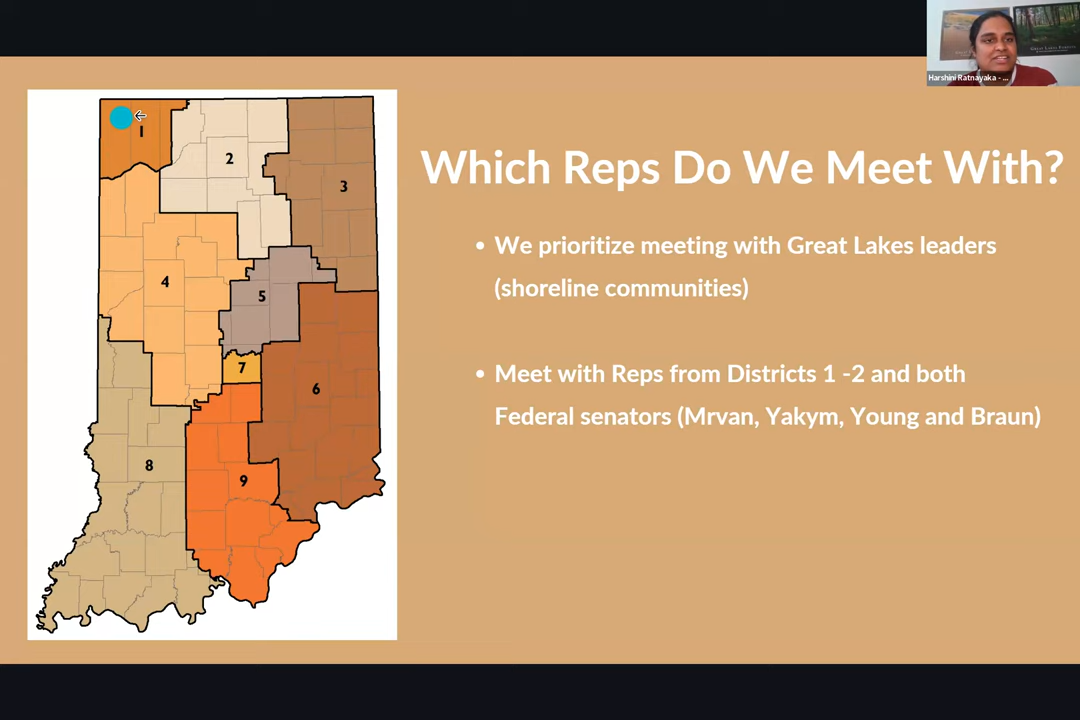 Harshini Ratnayaka - ...
Which Reps Do We Meet With?
• We prioritize meeting with Great Lakes leaders
(shoreline communities)
• Meet with Reps from Districts 1 -2 and both
Federal senators (Mrvan, Yakym, Young and Braun)
1
2
3
4
5
6
7
8
9